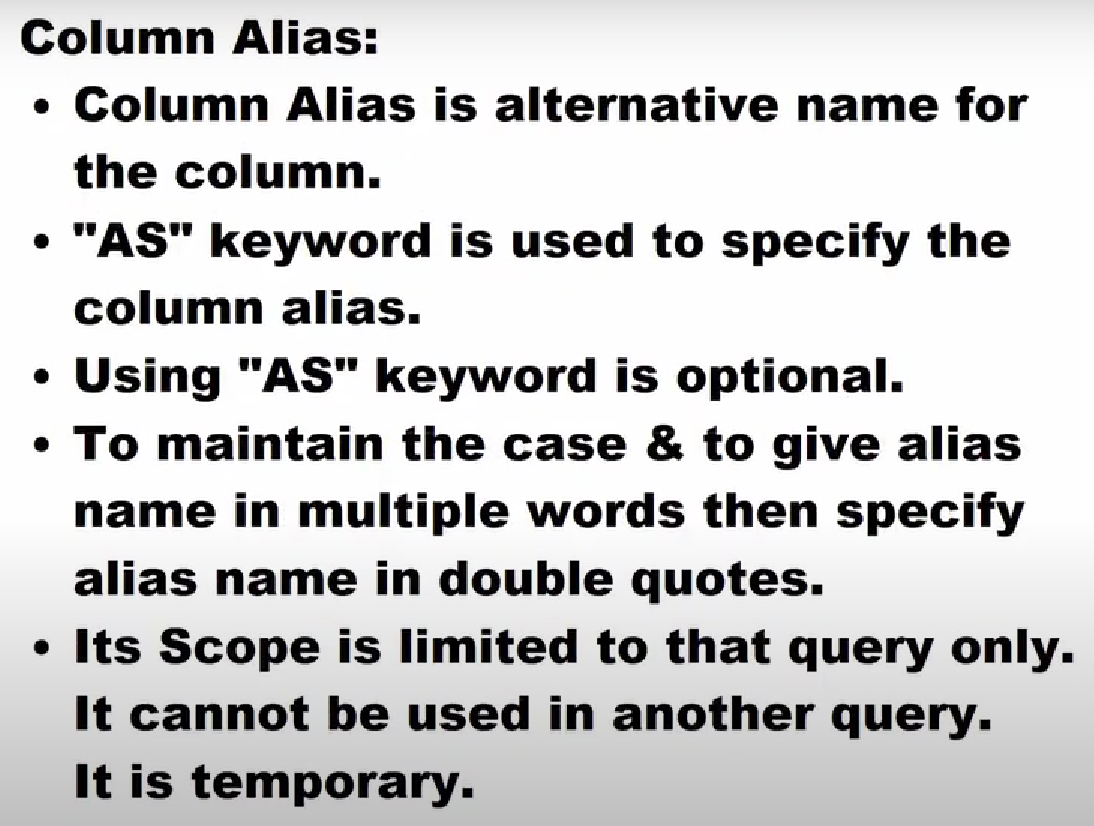 Column Alias:
• Column Alias is alternative name for
the column.
• "AS" keyword is used to specify the
column alias.
• Using "AS" keyword is optional.
• To maintain the case & to give alias
name in multiple words then specify
alias name in double quotes.
• Its Scope is limited to that query only.
It cannot be used in another query.
It is temporary.